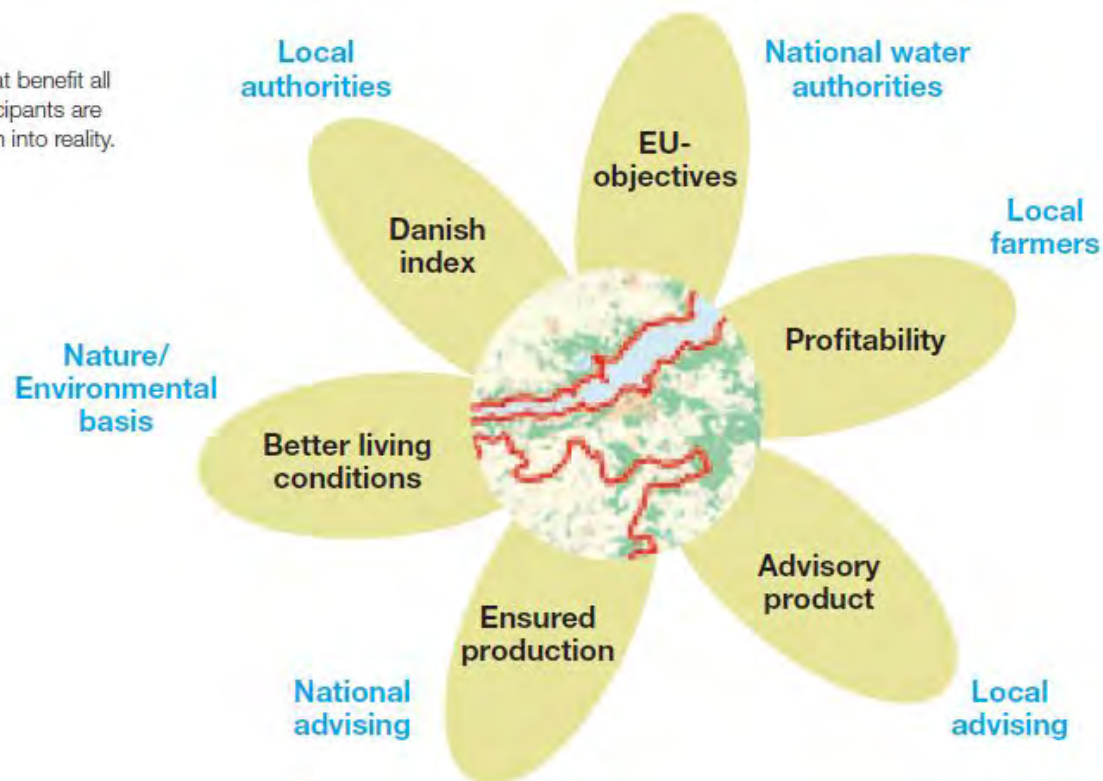 at benefit all
cipants are
n into reality.
Local
authorities
National water
authorities
EU-
objectives
Danish
index
Local
farmers
Profitability
Nature/
Environmental
basis
Better living
conditions
Advisory
product
Ensured
production
National
advising
Local
advising